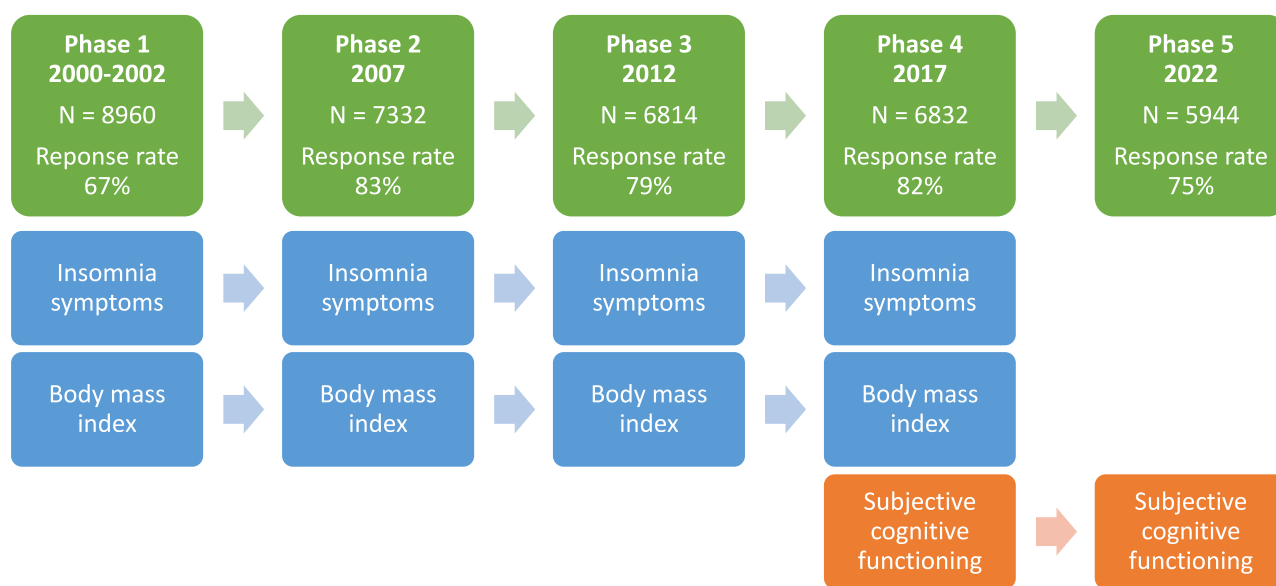 Phase 1
2000-2002
N = 8960
Reponse rate
67%
Phase 2
2007
N = 7332
Response rate
83%
Phase 3
2012
N = 6814
Response rate
79%
Phase 4
2017
N = 6832
Response rate
82%
Phase 5
2022
N = 5944
Response rate
75%
Insomnia
symptoms
Insomnia
symptoms
Insomnia
symptoms
Insomnia
symptoms
Body mass
index
Body mass
index
Body mass
index
Body mass
index
Subjective
cognitive
functioning
Subjective
cognitive
functioning